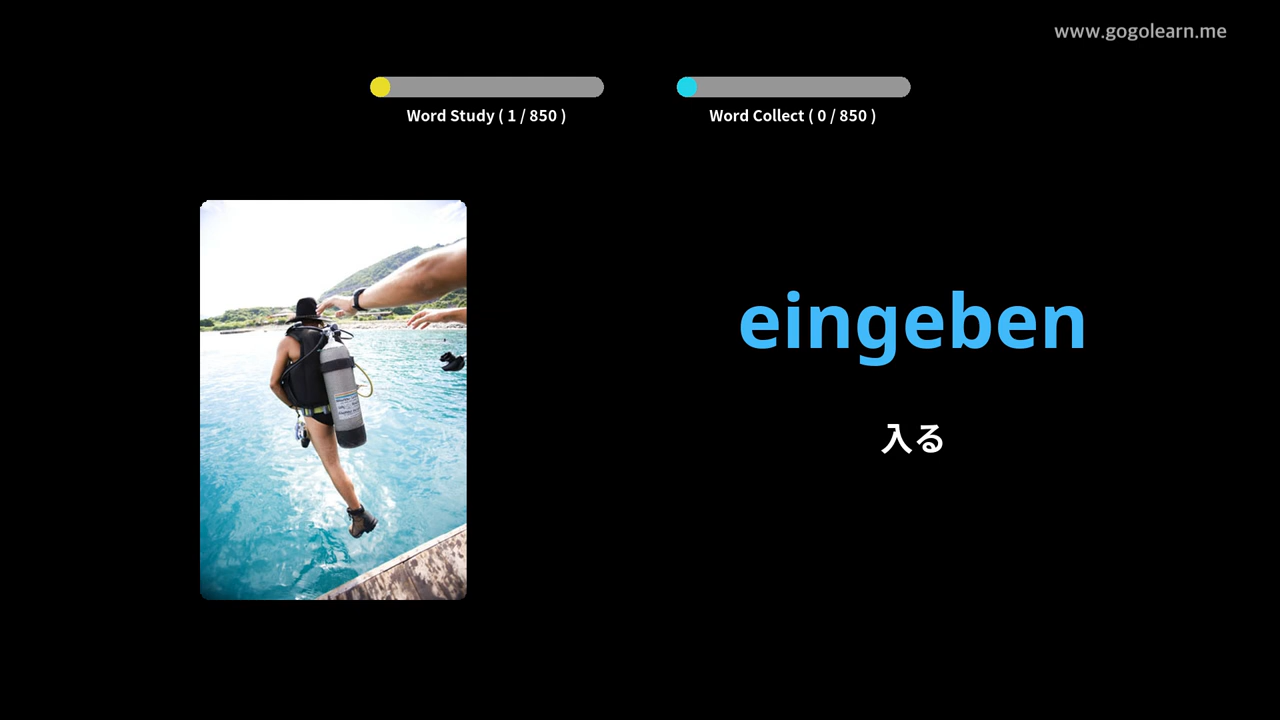 www.gogolearn.me
Word Study ( 1 / 850 )
Word Collect ( 0 / 850 )
eingeben
入る